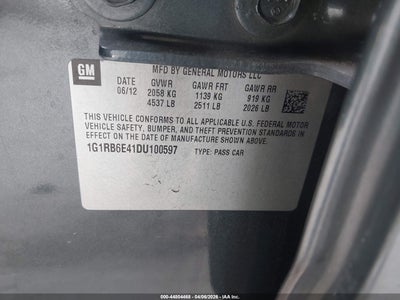 GM
MFD BY GENERAL MOTORS LLC
DATE GVWR GAWR FRT GAWR RR
06/12 2058 KG 1139 KG 919 KG
4537 LB 2511 LB 2026 LB
THIS VEHICLE CONFORMS TO ALL APPLICABLE U.S. FEDERAL MOTOR
VEHICLE SAFETY, BUMPER, AND THEFT PREVENTION STANDARDS IN
EFFECT ON THE DATE OF MANUFACTURE SHOWN ABOVE.
1G1RB6E41DU100597 TYPE: PASS CAR
000-44804468 04/06/2026 IAA Inc.